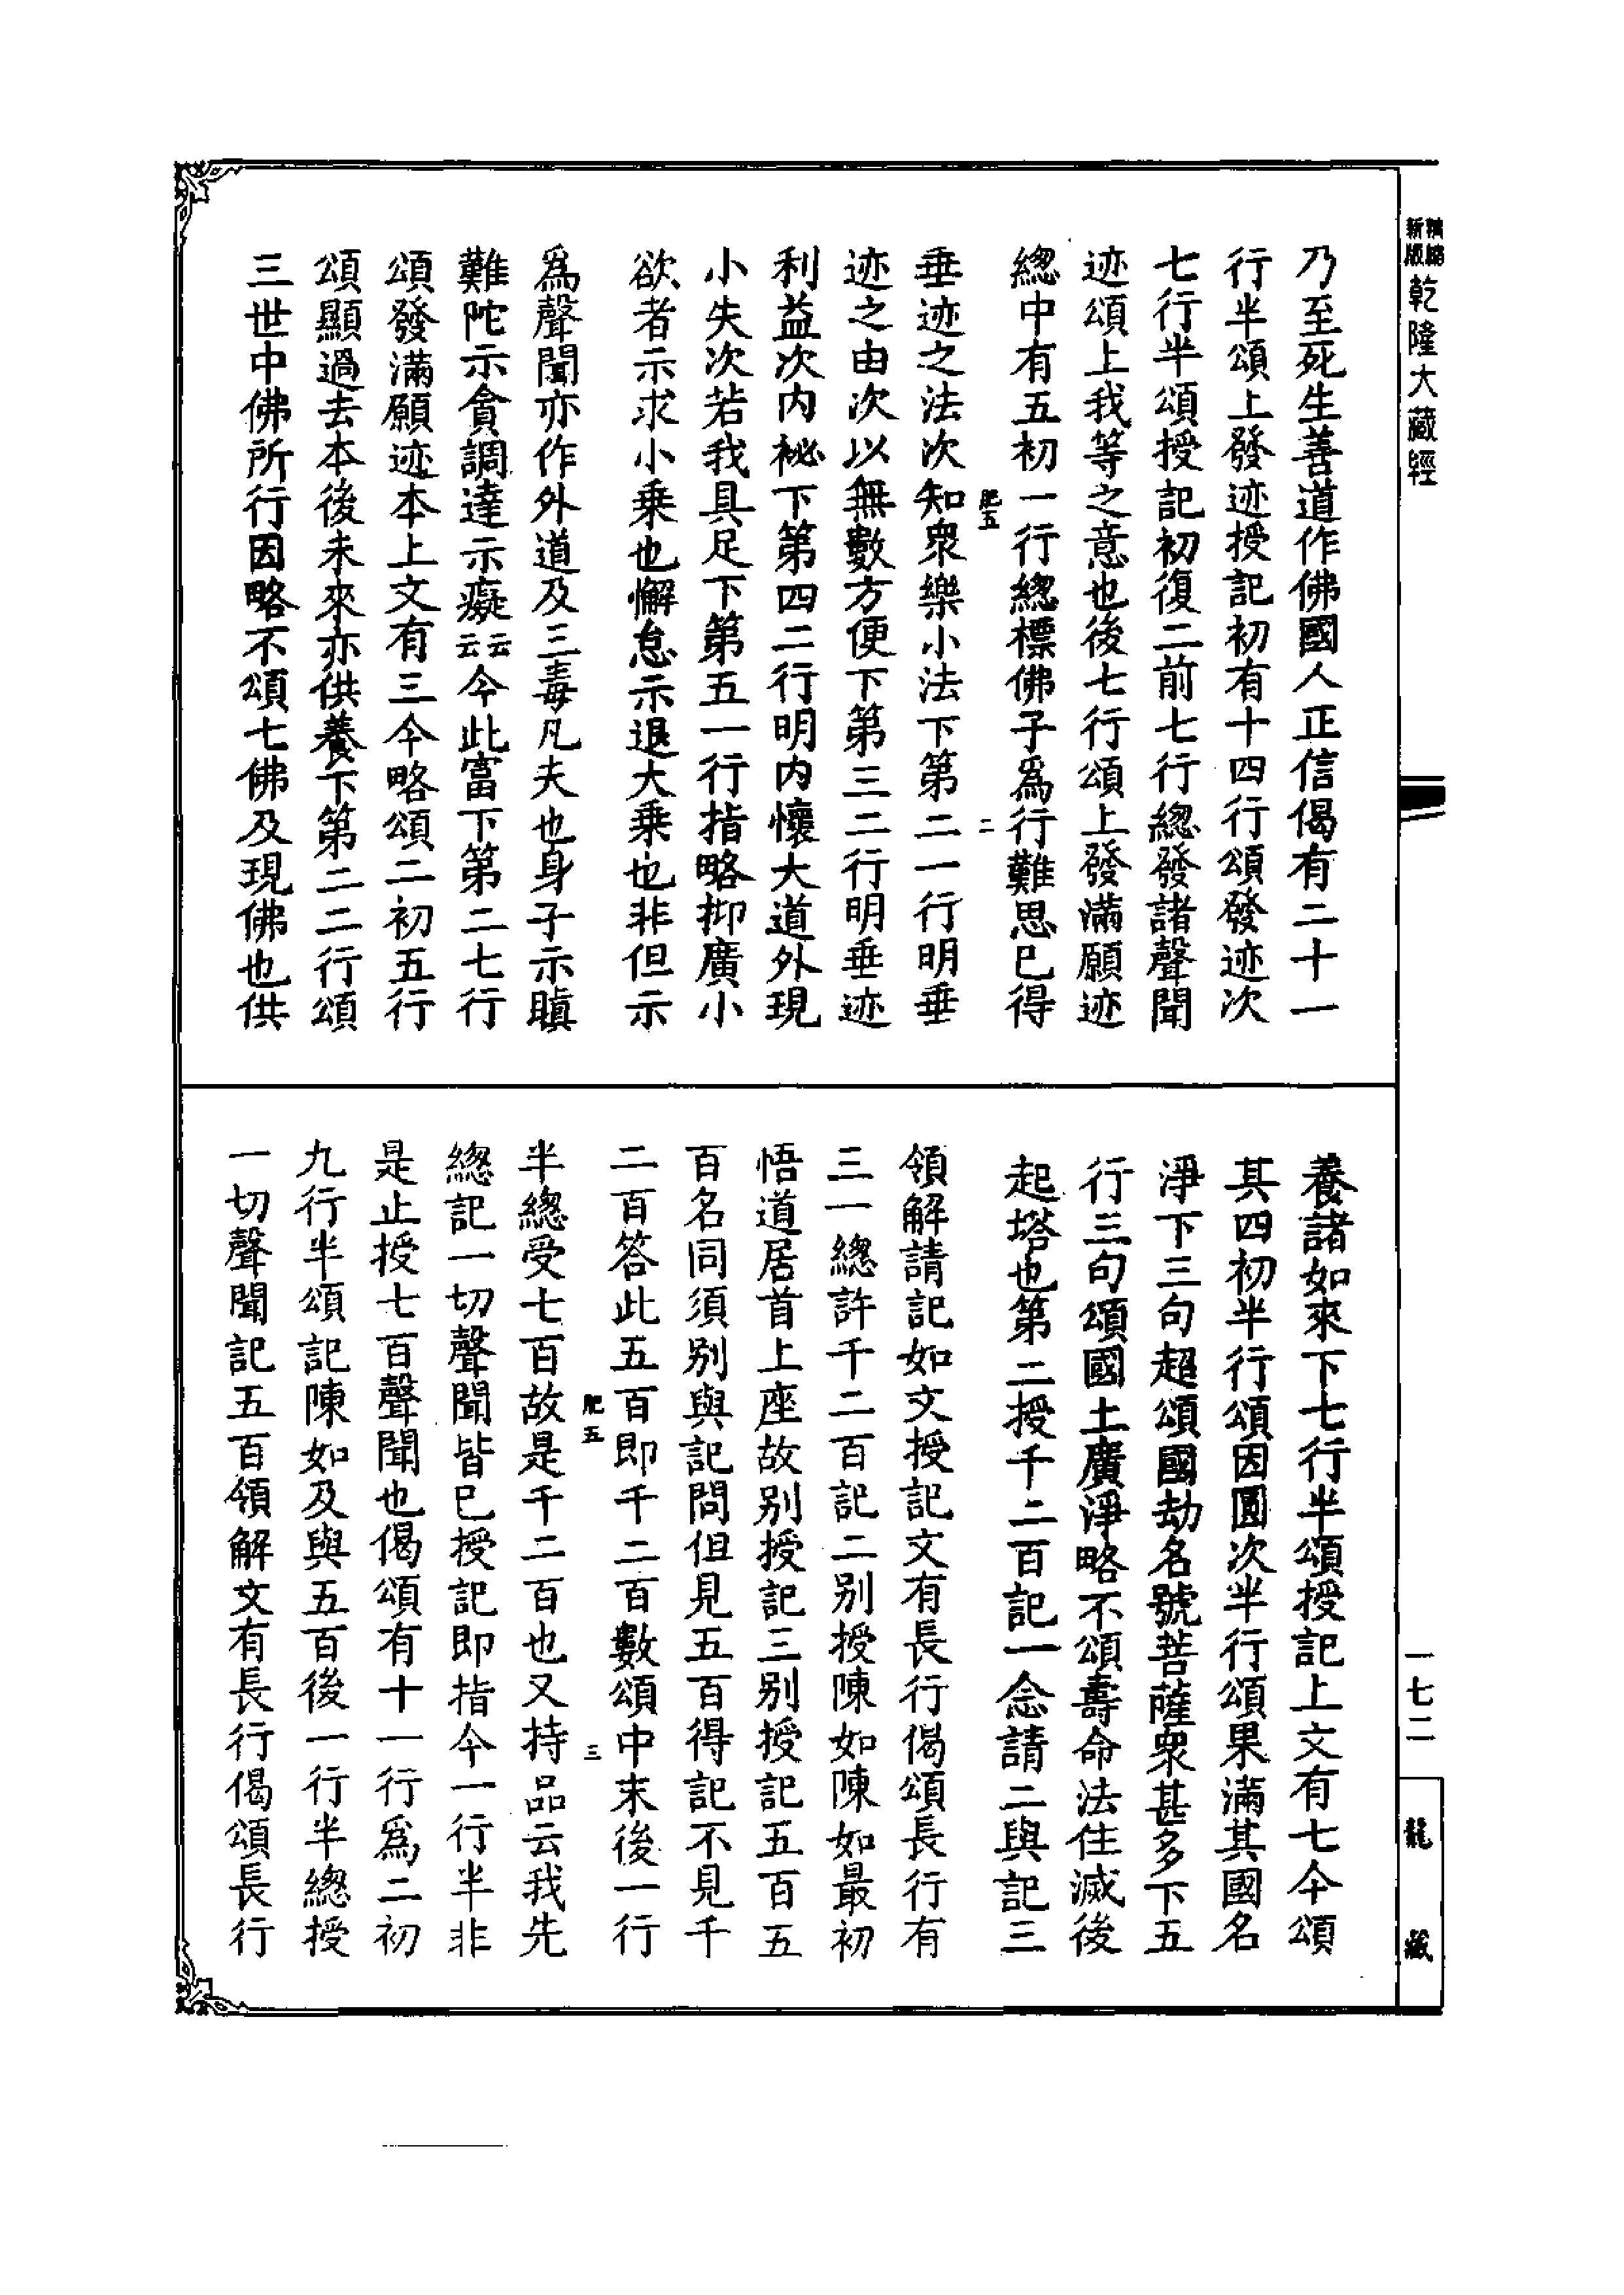 精縮新版乾隆大藏經
乃至死生善道作佛國人正信偈有二十一
行半頌上發迹授記初有十四行頌發迹次
七行半頌授記初復二前七行總發諸聲聞
迹頌上我等之意也後七行頌上發滿願迹
總中有五初一行總標佛子爲行難思已得
肥五 二
垂迹之法次知衆樂小法下第二一行明垂
迹之由次以無數方便下第三二行明垂迹
利益次內祕下第四二行明內懷大道外現
小失次若我具足下第五一行指略抑廣小
欲者示求小乘也懈怠示退大乘也非但示
爲聲聞亦作外道及三毒凡夫也身子示瞋
難陀示貪調達示癡云云今此富下第二七行
頌發滿願迹本上文有三今略頌二初五行
頌顯過去本後未來亦供養下第二二行頌
三世中佛所行因略不頌七佛及現佛也供
養諸如來下七行半頌授記上文有七今頌
其四初半行頌因圓次半行頌果滿其國名
淨下三句超頌國劫名號菩薩衆甚多下五
行三句頌國土廣淨略不頌壽命法住滅後
起塔也第二授千二百記一念請二與記三
領解請記如文授記文有長行偈頌長行有
三一總許千二百記二別授陳如陳如最初
悟道居首上座故別授記三別授記五百五
百名同須別與記問但見五百得記不見千
二百答此五百即千二百數頌中末後一行
肥五 三
半總受七百故是千二百也又持品云我先
總記一切聲聞皆已授記即指今一行半非
是止授七百聲聞也偈頌有十一行爲二初
九行半頌記陳如及與五百後一行半總授
一切聲聞記五百領解文有長行偈頌長行
一七二
龍藏